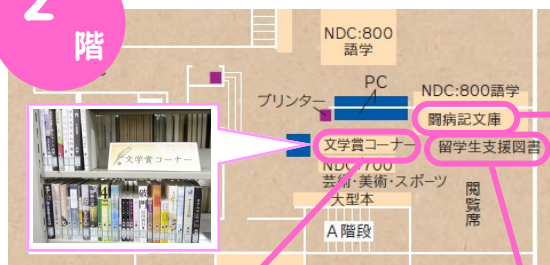 2
階
NDC:800
語学
PC
プリンター
NDC:800語学
闘病記文庫
文学賞コーナー
留学生支援図書
文学賞コーナー
NDC:700
芸術・美術・スポーツ
大型本
閲覧席
A階段